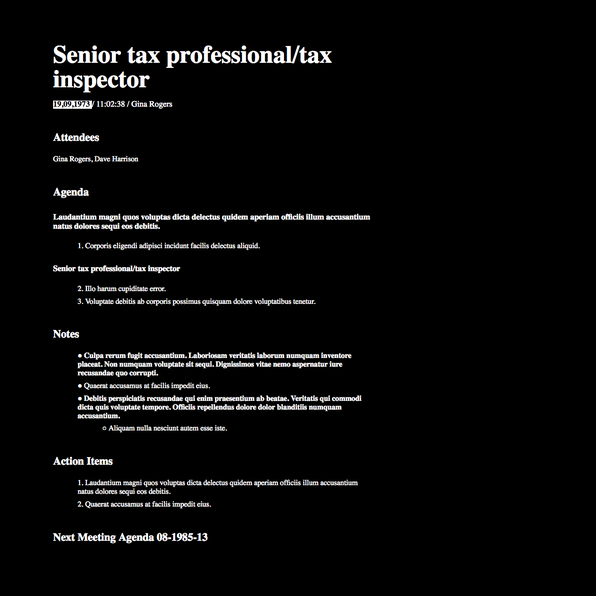 Senior tax professional/tax
inspector
19.09.1973 / 11:02:38 / Gina Rogers
Attendees
Gina Rogers, Dave Harrison
Agenda
Laudantium magni quos voluptas dicta delectus quidem aperiam officiis illum accusantium
natus dolores sequi eos debitis.
1. Corporis eligendi adipisci incidunt facilis delectus aliquid.
Senior tax professional/tax inspector
2. Illo harum cupiditate error.
3. Voluptate debitis ab corporis possimus quisquam dolore voluptatibus tenetur.
Notes
● Culpa rerum fugit accusantium. Laboriosam veritatis laborum numquam inventore
placeat. Non numquam voluptate sit sequi. Dignissimos vitae nemo aspernatur iure
recusandae quo corrupti.
● Quaerat accusamus at facilis impedit eius.
● Debitis perspiciatis recusandae qui enim praesentium ab beatae. Veritatis qui commodi
dicta quis voluptate tempore. Officiis repellendus dolore dolor blanditiis numquam
accusantium.
○ Aliquam nulla nesciunt autem esse iste.
Action Items
1. Laudantium magni quos voluptas dicta delectus quidem aperiam officiis illum accusantium
natus dolores sequi eos debitis.
2. Quaerat accusamus at facilis impedit eius.
Next Meeting Agenda 08-1985-13